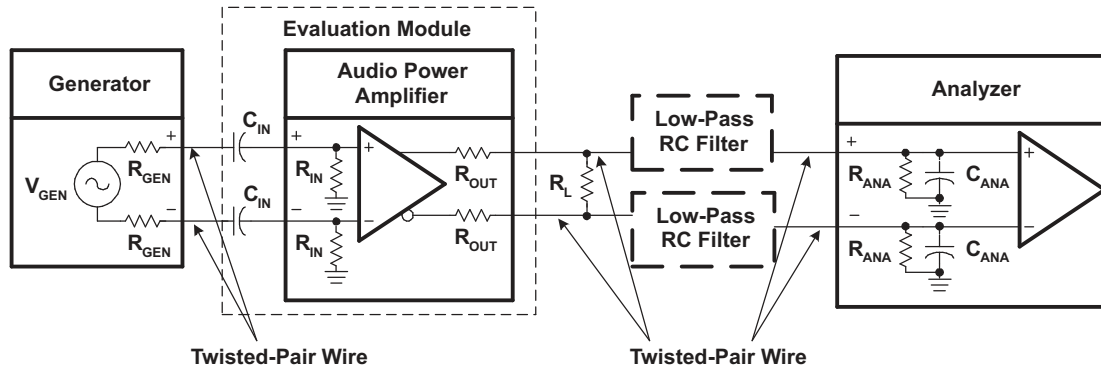 Evaluation Module
Generator
Audio Power
Amplifier
Analyzer
Low-Pass
RC Filter
Low-Pass
RC Filter
V_GEN
R_GEN
+
R_GEN
−
C_IN
C_IN
+
R_IN
−
R_IN
+
−
R_OUT
R_OUT
R_L
+
R_ANA
C_ANA
−
R_ANA
C_ANA
+
−
Twisted-Pair Wire
Twisted-Pair Wire